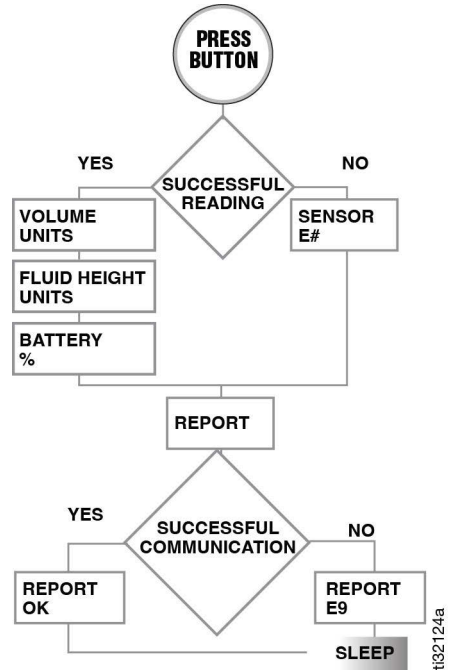 PRESS
BUTTON
YES
NO
SUCCESSFUL
READING
VOLUME
UNITS
SENSOR
E#
FLUID HEIGHT
UNITS
BATTERY
%
REPORT
YES
SUCCESSFUL
COMMUNICATION
NO
REPORT
OK
REPORT
E9
SLEEP
ti32124a